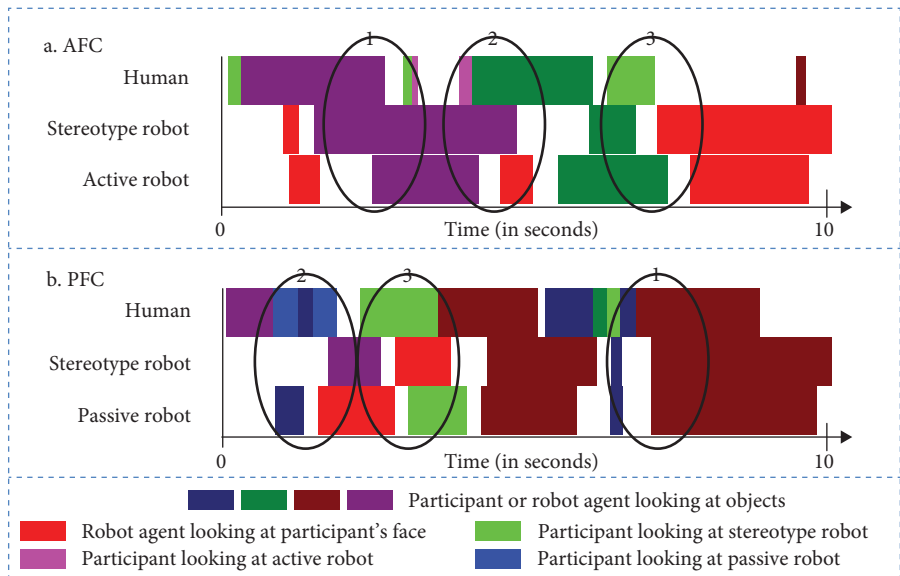 a. AFC
1 2 3
Human
Stereotype robot
Active robot
0 Time (in seconds) 10
b. PFC
2 3 1
Human
Stereotype robot
Passive robot
0 Time (in seconds) 10
Participant or robot agent looking at objects
Robot agent looking at participant's face Participant looking at stereotype robot
Participant looking at active robot Participant looking at passive robot